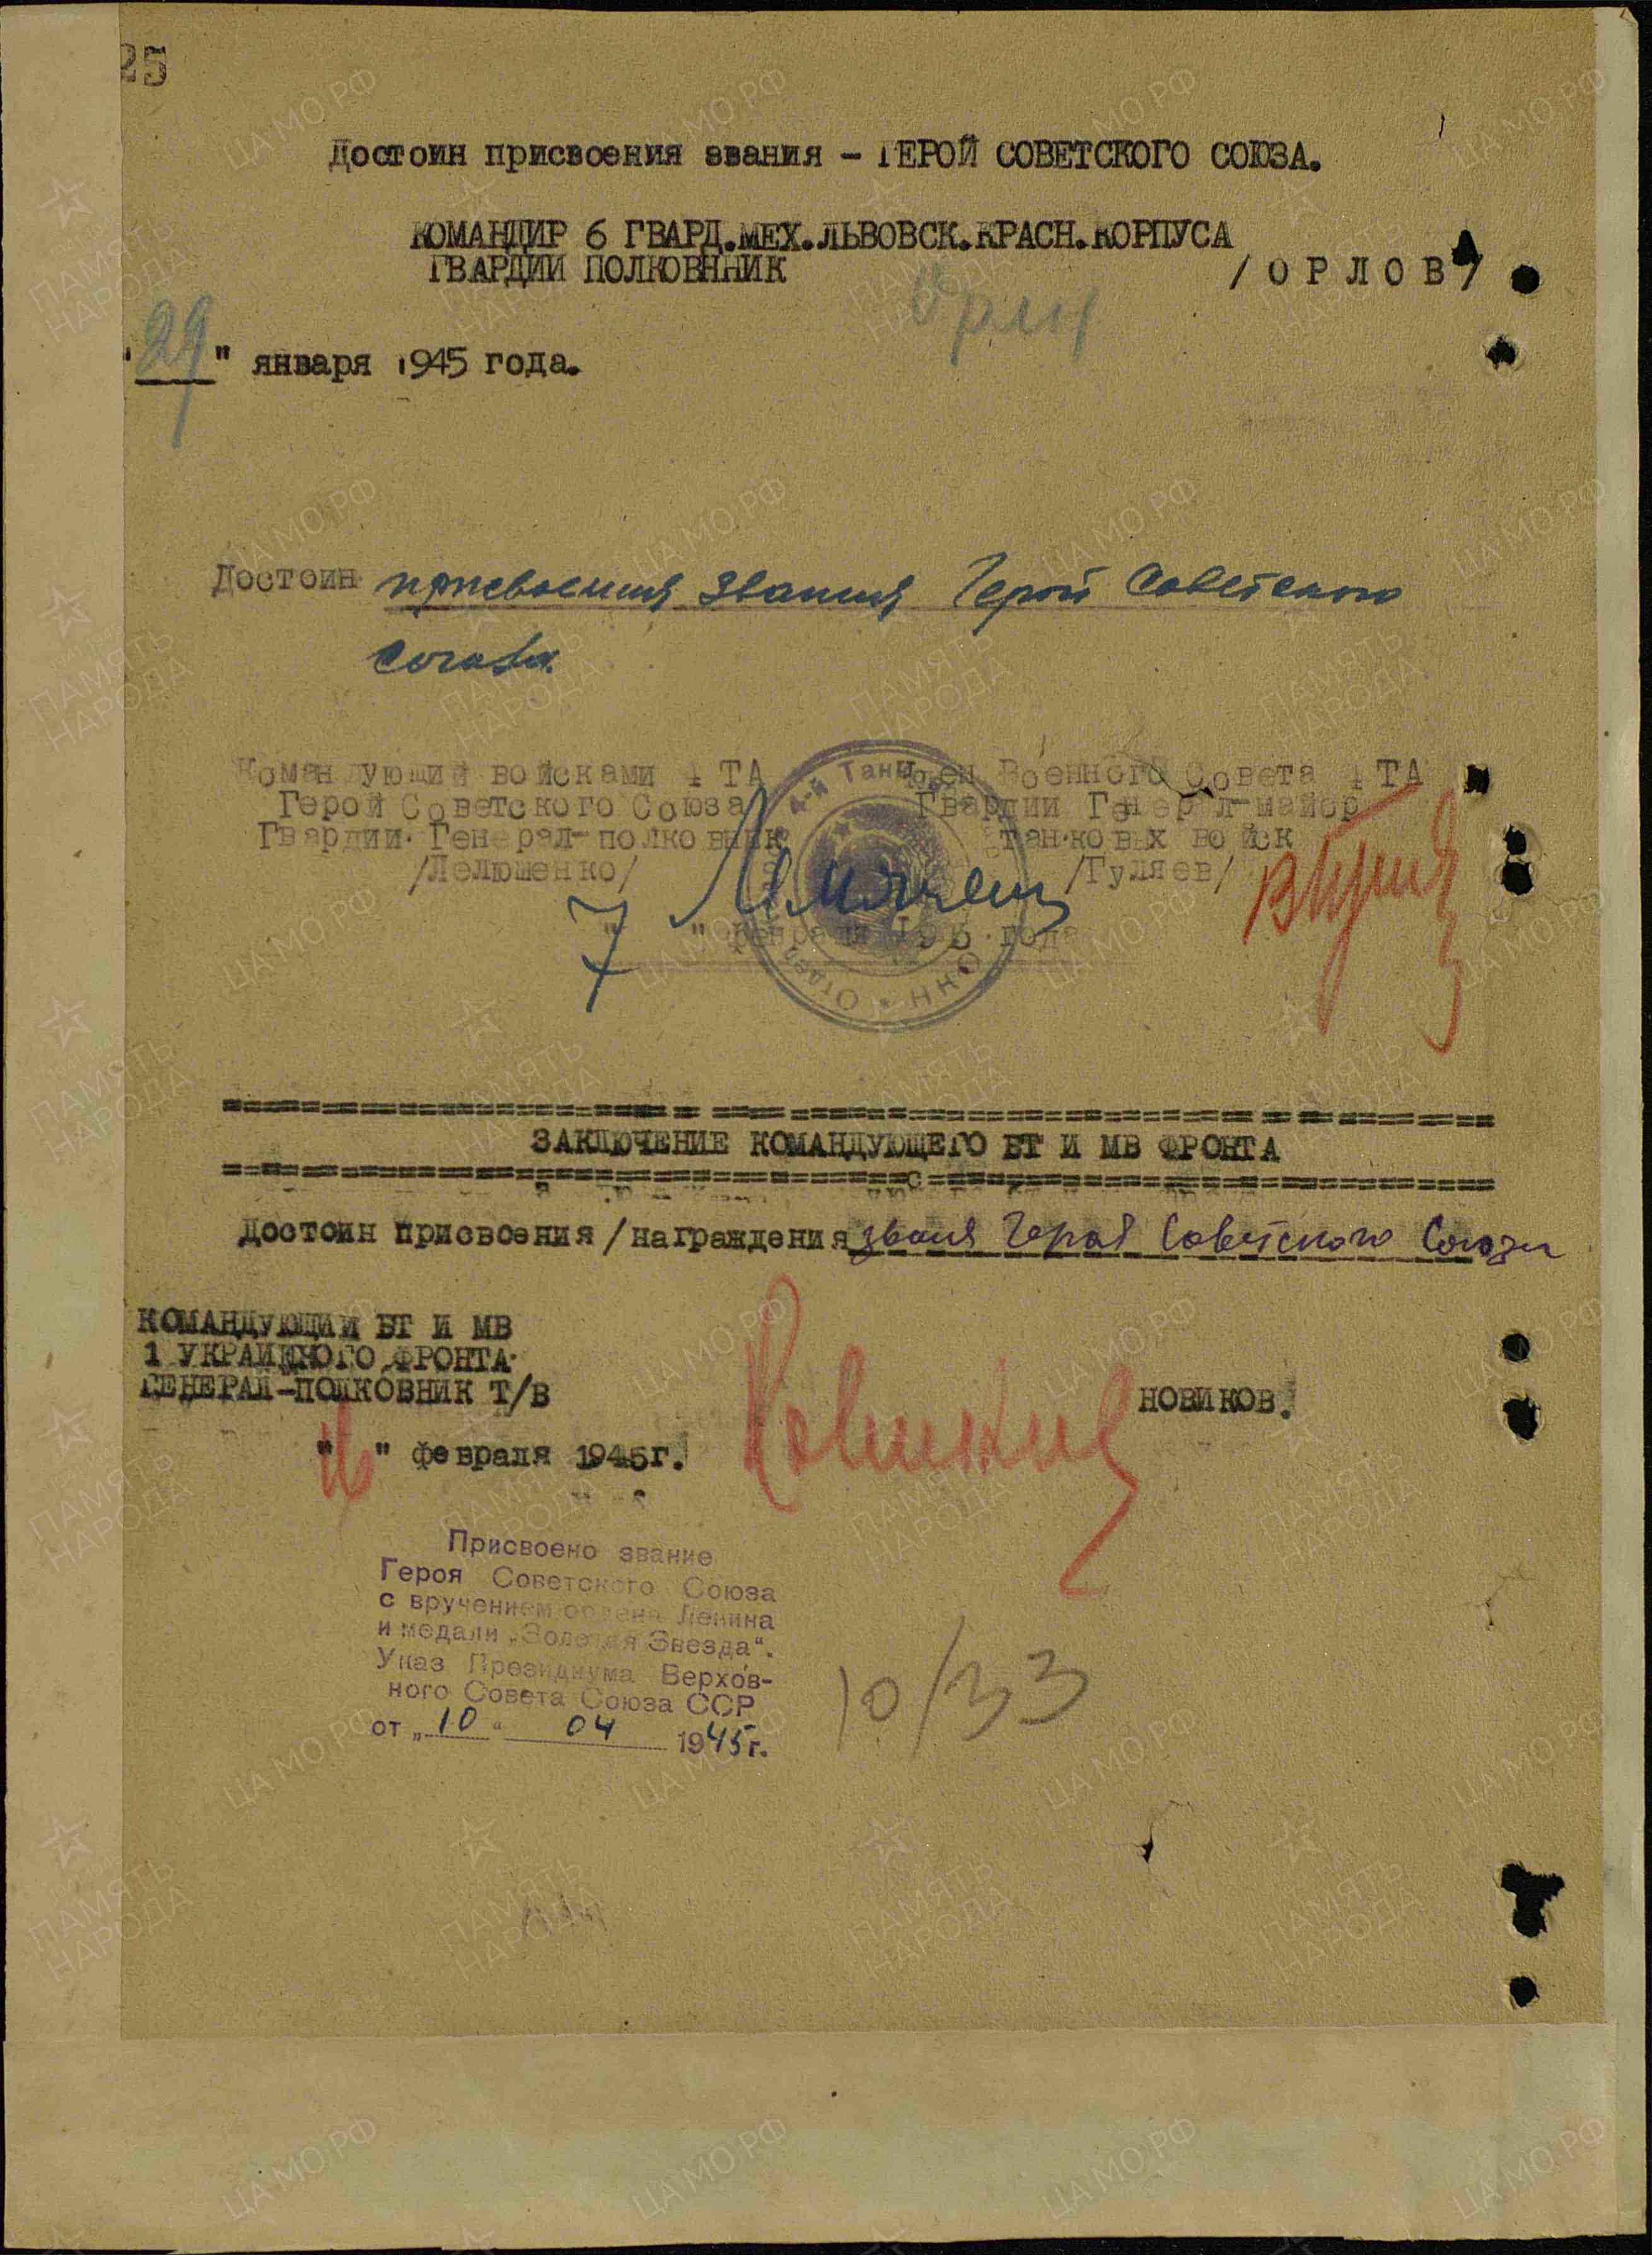 25
Достоин присвоения звания – ГЕРОЙ СОВЕТСКОГО СОЮЗА.
КОМАНДИР 6 ГВАРД.МЕХ.ЛЬВОВСК.КРАСН.КОРПУСА
ГВАРДИИ ПОЛКОВННИК /ОРЛОВ/
"29" января 1945 года.
Достоин присвоения звания Герой Советского
Союза.
Командующий войсками 4 ТА Член Военного Совета 4 ТА
Герой Советского Союза Гвардии Генерал-майор
Гвардии Генерал-полковник танковых войск
/Лелюшенко/ /Гуляев/
7 " февраля 1945 года
ЗАКЛЮЧЕНИЕ КОМАНДУЮЩЕГО БТ И МВ ФРОНТА
Достоин присвоения/награждения звания Героя Советского Союза
КОМАНДУЮЩИЙ БТ И МВ
1 УКРАИНСКОГО ФРОНТА
ГЕНЕРАЛ-ПОЛКОВНИК Т/В НОВИКОВ.
" " февраля 1945г.
Присвоено звание
Героя Советского Союза
с вручением ордена Ленина
и медали „Золотая Звезда".
Указ Президиума Верхов-
ного Совета Союза ССР
от „10" 04 1945г.
10/33